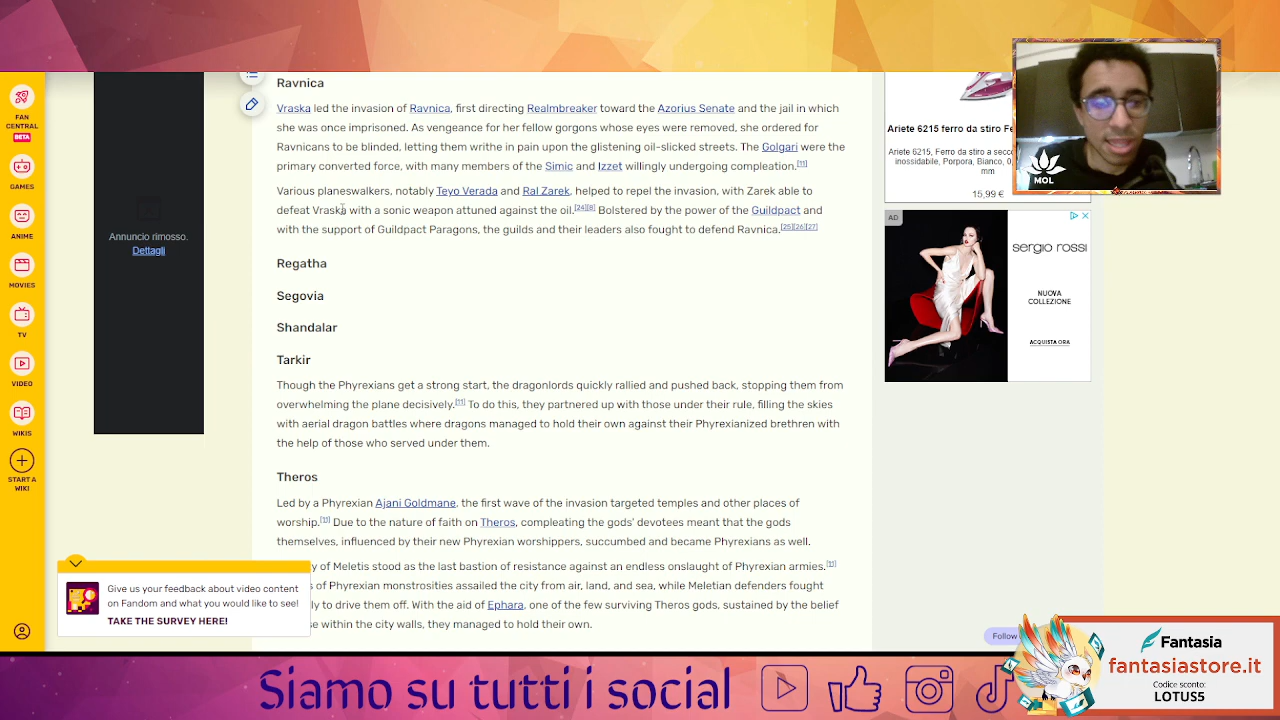 FAN
CENTRAL
BETA
GAMES
ANIME
MOVIES
TV
VIDEO
WIKIS
START A
WIKI
Annuncio rimosso.
Dettagli
Ravnica
Vraska led the invasion of Ravnica, first directing Realmbreaker toward the Azorius Senate and the jail in which
she was once imprisoned. As vengeance for her fellow gorgons whose eyes were removed, she ordered for
Ravnicans to be blinded, letting them writhe in pain upon the glistening oil-slicked streets. The Golgari were the
primary converted force, with many members of the Simic and Izzet willingly undergoing compleation.[11]
Various planeswalkers, notably Teyo Verada and Ral Zarek, helped to repel the invasion, with Zarek able to
defeat Vraska with a sonic weapon attuned against the oil.[24][8] Bolstered by the power of the Guildpact and
with the support of Guildpact Paragons, the guilds and their leaders also fought to defend Ravnica.[25][26][27]
Regatha
Segovia
Shandalar
Tarkir
Though the Phyrexians get a strong start, the dragonlords quickly rallied and pushed back, stopping them from
overwhelming the plane decisively.[11] To do this, they partnered up with those under their rule, filling the skies
with aerial dragon battles where dragons managed to hold their own against their Phyrexianized brethren with
the help of those who served under them.
Theros
Led by a Phyrexian Ajani Goldmane, the first wave of the invasion targeted temples and other places of
worship.[11] Due to the nature of faith on Theros, compleating the gods' devotees meant that the gods
themselves, influenced by their new Phyrexian worshippers, succumbed and became Phyrexians as well.
y of Meletis stood as the last bastion of resistance against an endless onslaught of Phyrexian armies.[11]
s of Phyrexian monstrosities assailed the city from air, land, and sea, while Meletian defenders fought
ly to drive them off. With the aid of Ephara, one of the few surviving Theros gods, sustained by the belief
se within the city walls, they managed to hold their own.
Give us your feedback about video content
on Fandom and what you would like to see!
TAKE THE SURVEY HERE!
Ariete 6215 ferro da stiro Fe
Ariete 6215, Ferro da stiro a secc
inossidabile, Porpora, Bianco, 0
mm
15,99 €
MOL
AD
sergio rossi
NUOVA
COLLEZIONE
ACQUISTA ORA
Follow
Siamo su tutti i social
Fantasia
fantasiastore.it
Codice sconto:
LOTUS5